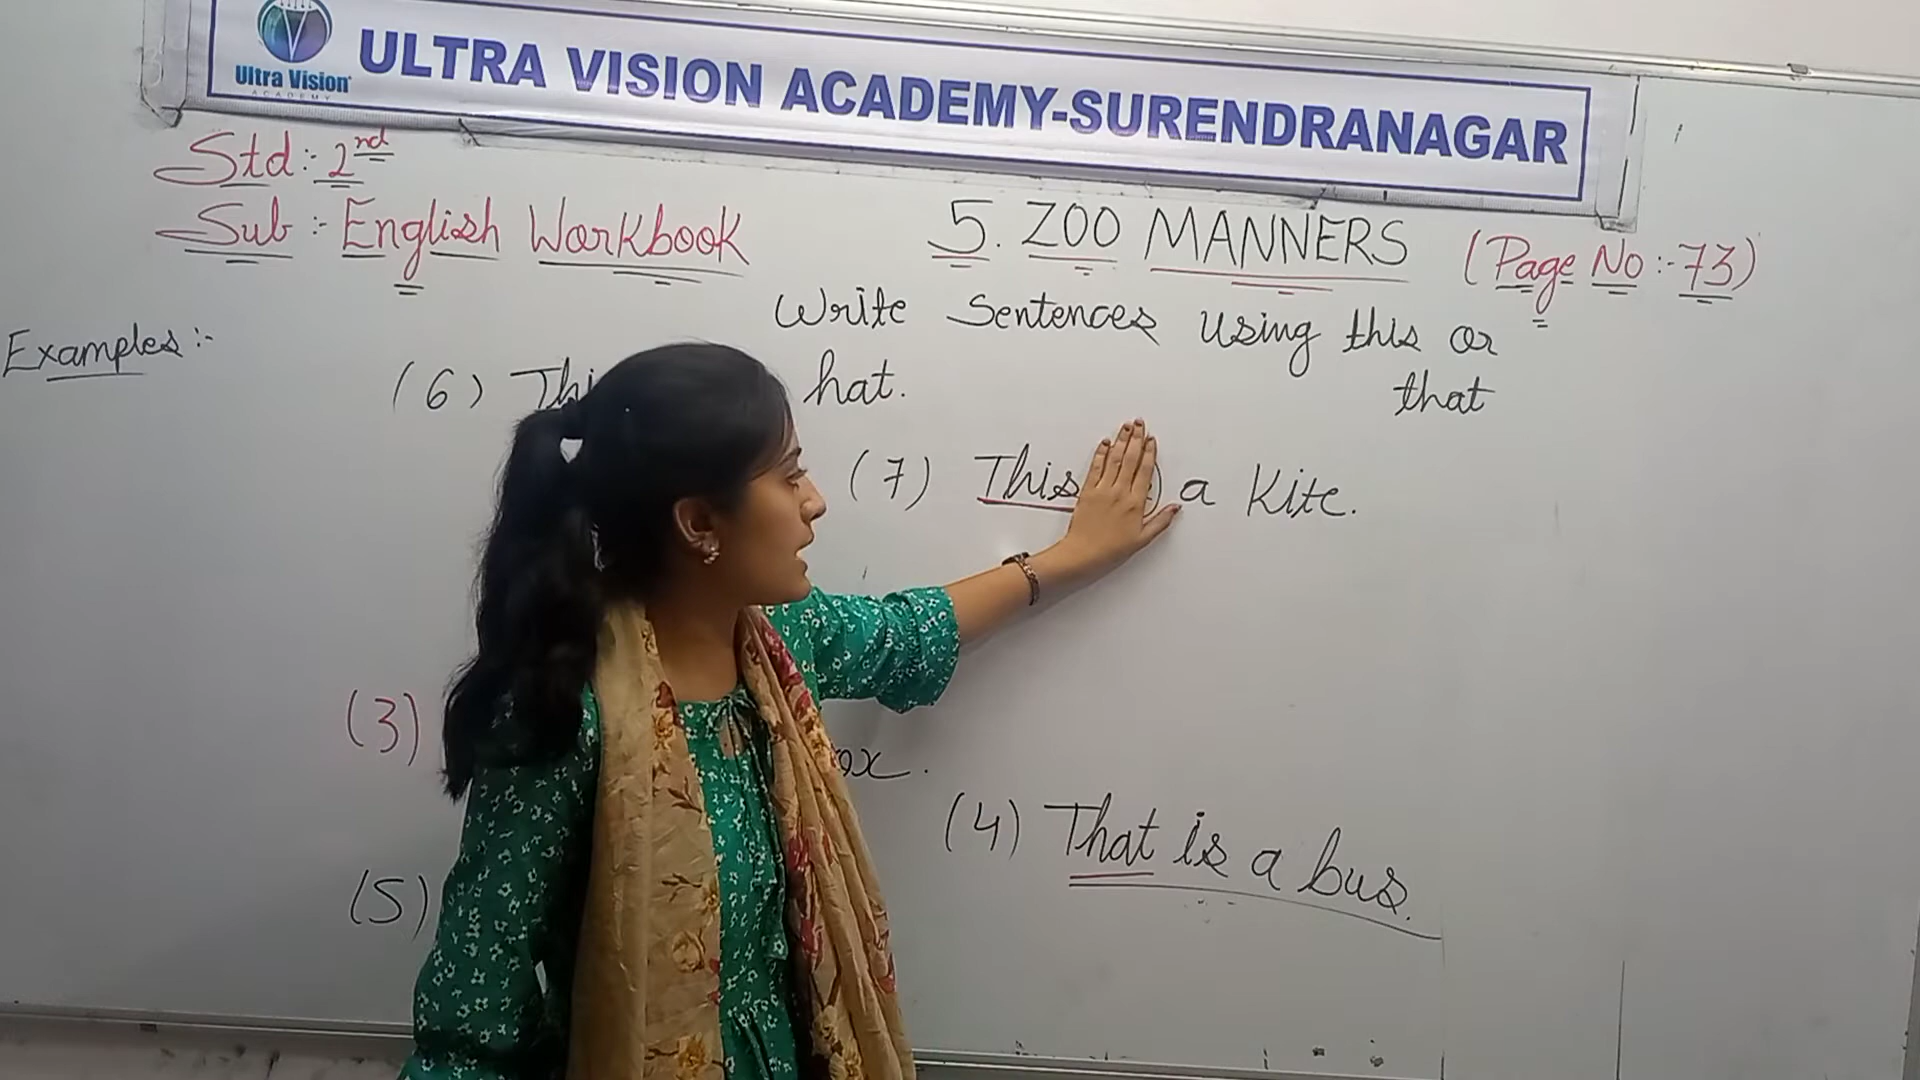 Ultra Vision
ACADEMY
ULTRA VISION ACADEMY-SURENDRANAGAR
Std:- 2nd
Sub:- English Workbook
5. ZOO MANNERS (Page No:-73)
Write Sentences using this or that
Examples:-
(6) hat.
(7) This a Kite.
(3)
(4) That is a bus.
(5)